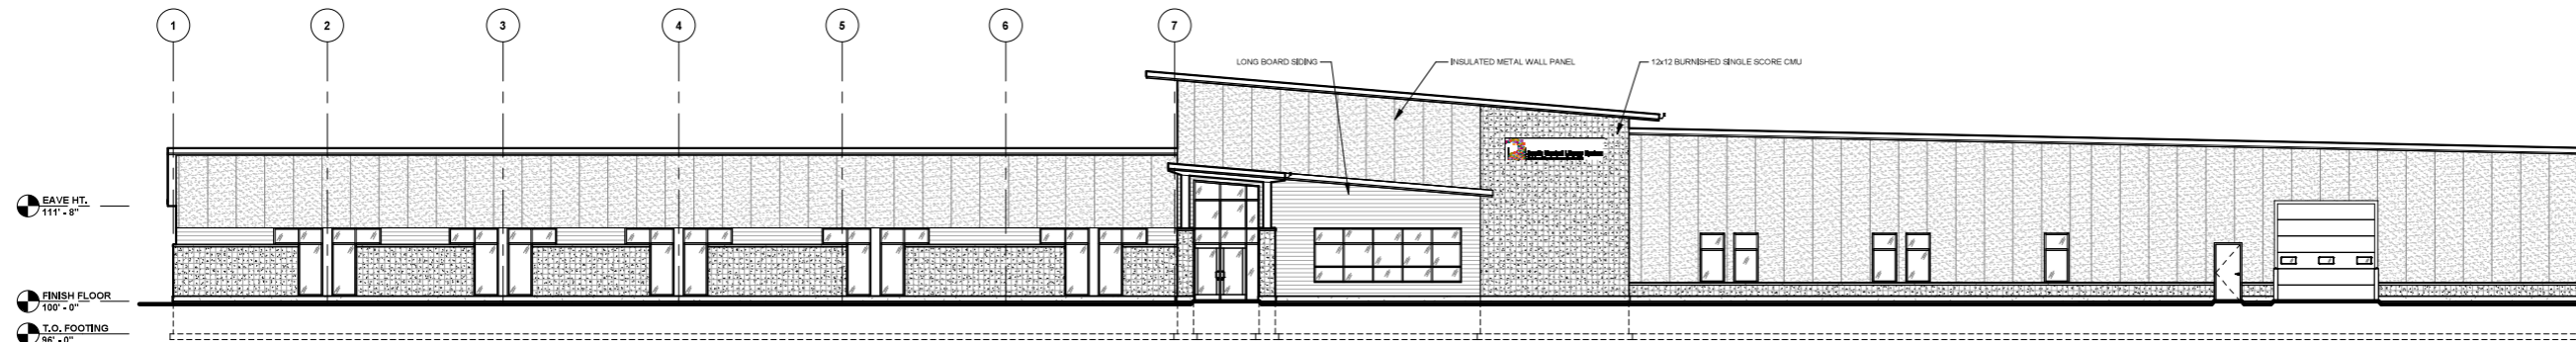 1 2 3 4 5 6 7
LONG BOARD SIDING
INSULATED METAL WALL PANEL
12x12 BURNISHED SINGLE SCORE CMU
EAVE HT.
111' - 8"
FINISH FLOOR
100' - 0"
T.O. FOOTING
96' - 0"